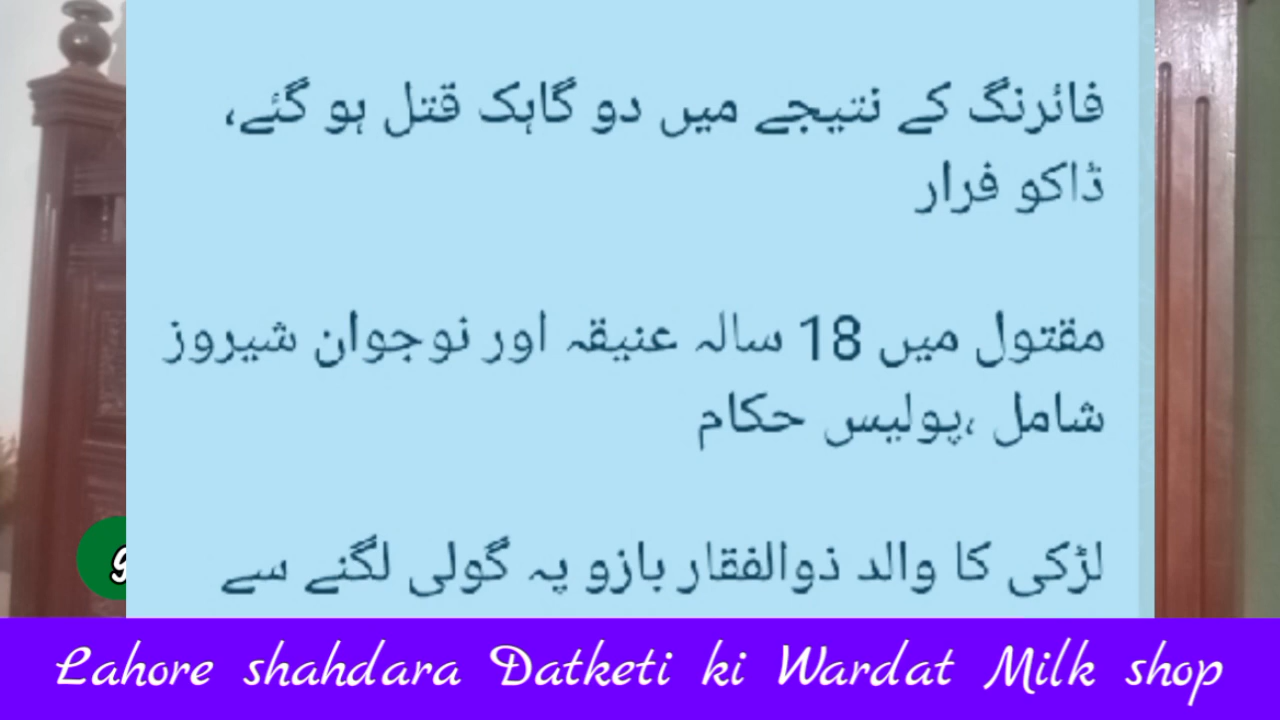 فائرنگ کے نتیجے میں دو گاہک قتل ہو گئے،
ڈاکو فرار
مقتول میں 18 سالہ عنیقہ اور نوجوان شیروز
شامل ،پولیس حکام
لڑکی کا والد ذوالفقار بازو پہ گولی لگنے سے
Lahore shahdara Datketi ki Wardat Milk shop